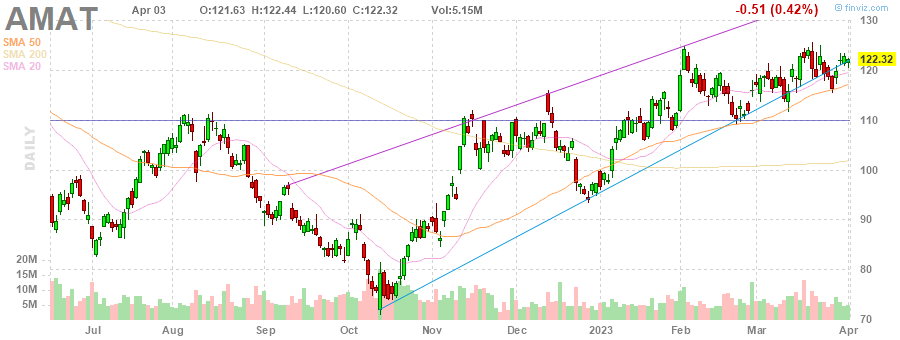 AMAT
Apr 03 O:121.63 H:122.44 L:120.60 C:122.32 Vol:5.15M
-0.51 (0.42%)
finviz.com
SMA 50
SMA 200
SMA 20
DAILY
130
122.32
120
110
100
90
80
70
20M
15M
10M
5M
Jul Aug Sep Oct Nov Dec 2023 Feb Mar Apr